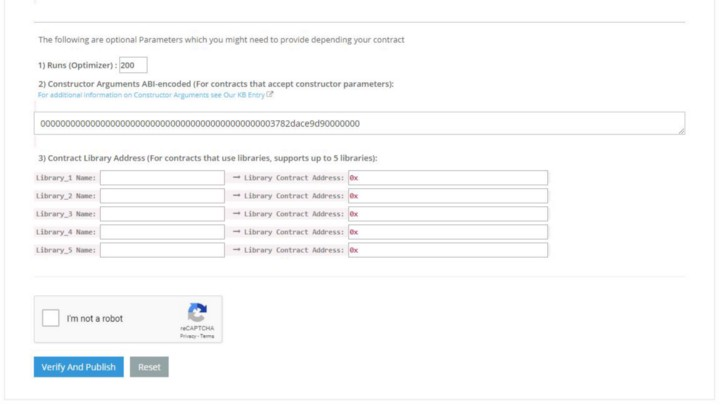 The following are optional Parameters which you might need to provide depending your contract
1) Runs (Optimizer) : 200
2) Constructor Arguments ABI-encoded (For contracts that accept constructor parameters):
For additional information on Constructor Arguments see Our KB Entry
0000000000000000000000000000000000000000000000003782dace9d90000000
3) Contract Library Address (For contracts that use libraries, supports up to 5 libraries):
Library_1 Name: → Library Contract Address: 0x
Library_2 Name: → Library Contract Address: 0x
Library_3 Name: → Library Contract Address: 0x
Library_4 Name: → Library Contract Address: 0x
Library_5 Name: → Library Contract Address: 0x
I'm not a robot
reCAPTCHA
Privacy - Terms
Verify And Publish Reset